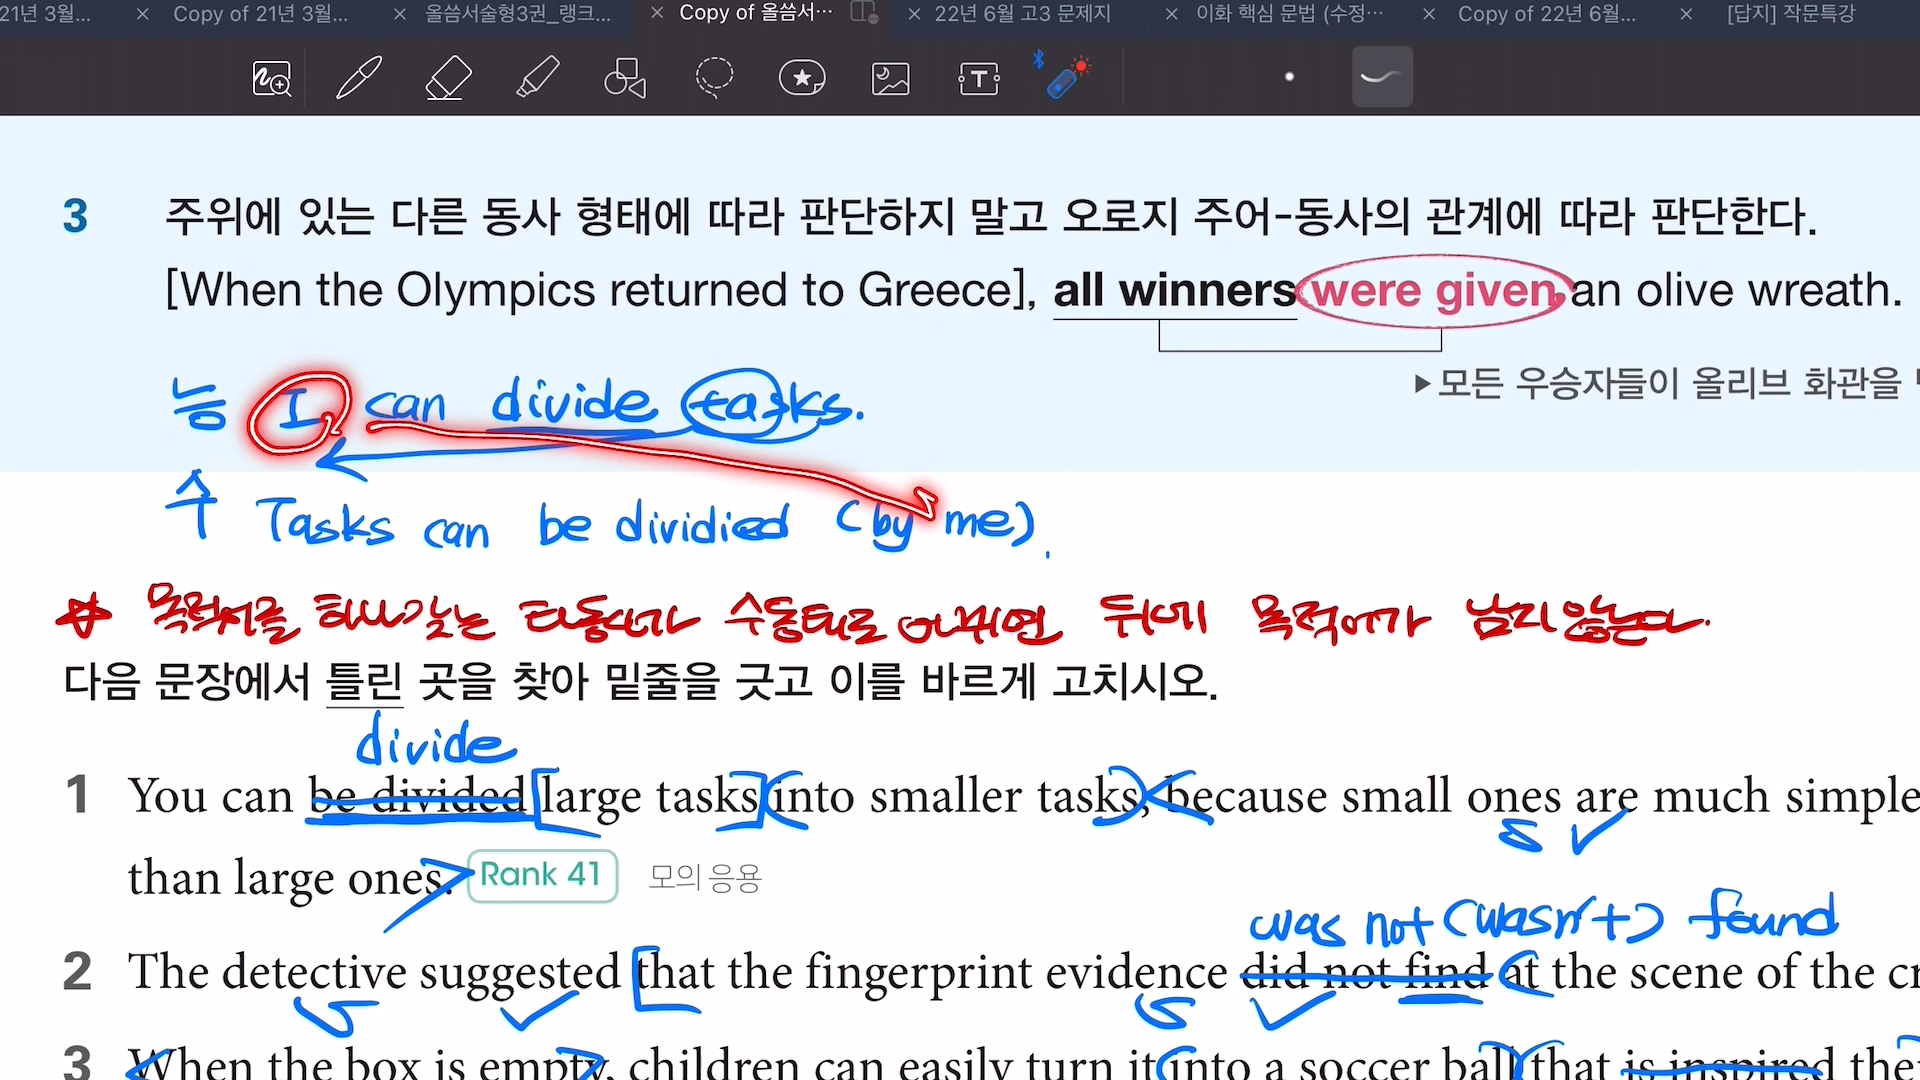 21년 3월... × Copy of 21년 3월... × 올씀서술형3권_랭크... × Copy of 올씀서... × 22년 6월 고3 문제지 × 이화 핵심 문법 (수정... × Copy of 22년 6월... × [답지] 작문특강
3 주위에 있는 다른 동사 형태에 따라 판단하지 말고 오로지 주어-동사의 관계에 따라 판단한다.
[When the Olympics returned to Greece], all winners were given an olive wreath.
▶모든 우승자들이 올리브 화관을
능 I can divide tasks.
수 Tasks can be dividied (by me).
☆ 목적어를 하나 갖는 타동사가 수동태로 바뀌면 뒤에 목적어가 남지 않는다.
다음 문장에서 틀린 곳을 찾아 밑줄을 긋고 이를 바르게 고치시오.
divide
1 You can be divided [large tasks] (into smaller tasks), <because small ones are much simple
S ✓
than large ones.> Rank 41 모의 응용
was not (wasn't) found
2 The detective suggested [that the fingerprint evidence did not find (at the scene of the cr
S ✓ S ✓
3 <When the box is empty>, children can easily turn it (into a soccer ball) (that is inspired the